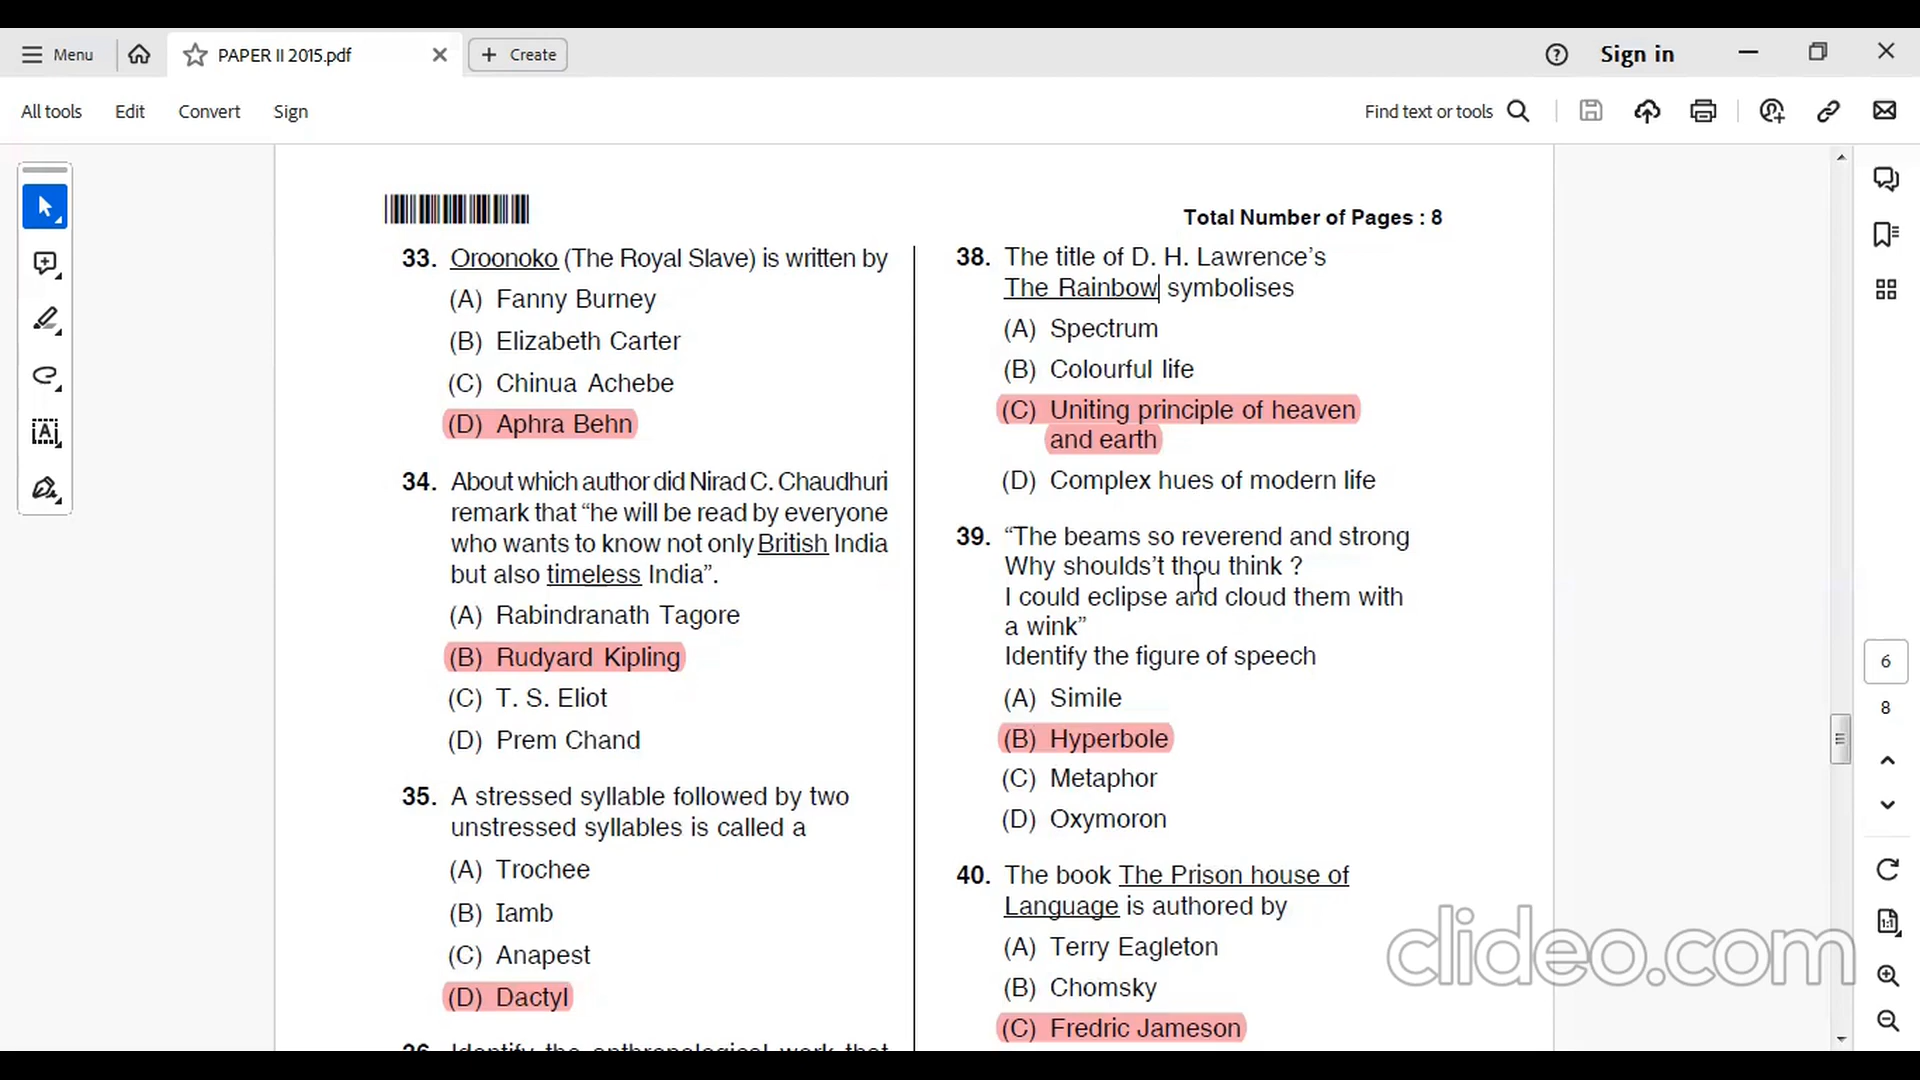 Menu
PAPER II 2015.pdf
Create
Sign in
All tools
Edit
Convert
Sign
Find text or tools
Total Number of Pages : 8
33. Oroonoko (The Royal Slave) is written by
(A) Fanny Burney
(B) Elizabeth Carter
(C) Chinua Achebe
(D) Aphra Behn
34. About which author did Nirad C. Chaudhuri
remark that “he will be read by everyone
who wants to know not only British India
but also timeless India”.
(A) Rabindranath Tagore
(B) Rudyard Kipling
(C) T. S. Eliot
(D) Prem Chand
35. A stressed syllable followed by two
unstressed syllables is called a
(A) Trochee
(B) Iamb
(C) Anapest
(D) Dactyl
36. Identify the anthropological work that
38. The title of D. H. Lawrence’s
The Rainbow symbolises
(A) Spectrum
(B) Colourful life
(C) Uniting principle of heaven
and earth
(D) Complex hues of modern life
39. “The beams so reverend and strong
Why shoulds’t thou think ?
I could eclipse and cloud them with
a wink”
Identify the figure of speech
(A) Simile
(B) Hyperbole
(C) Metaphor
(D) Oxymoron
40. The book The Prison house of
Language is authored by
(A) Terry Eagleton
(B) Chomsky
(C) Fredric Jameson
6
8
1:1
clideo.com